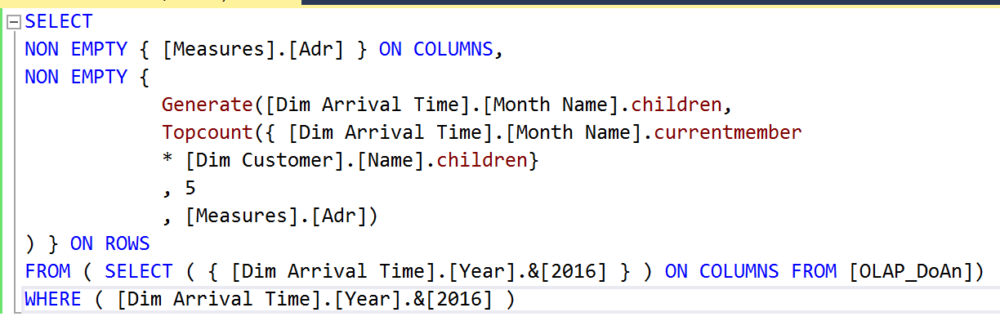 SELECT
NON EMPTY { [Measures].[Adr] } ON COLUMNS,
NON EMPTY {
Generate([Dim Arrival Time].[Month Name].children,
Topcount({ [Dim Arrival Time].[Month Name].currentmember
* [Dim Customer].[Name].children}
, 5
, [Measures].[Adr])
) } ON ROWS
FROM ( SELECT ( { [Dim Arrival Time].[Year].&[2016] } ) ON COLUMNS FROM [OLAP_DoAn])
WHERE ( [Dim Arrival Time].[Year].&[2016] )